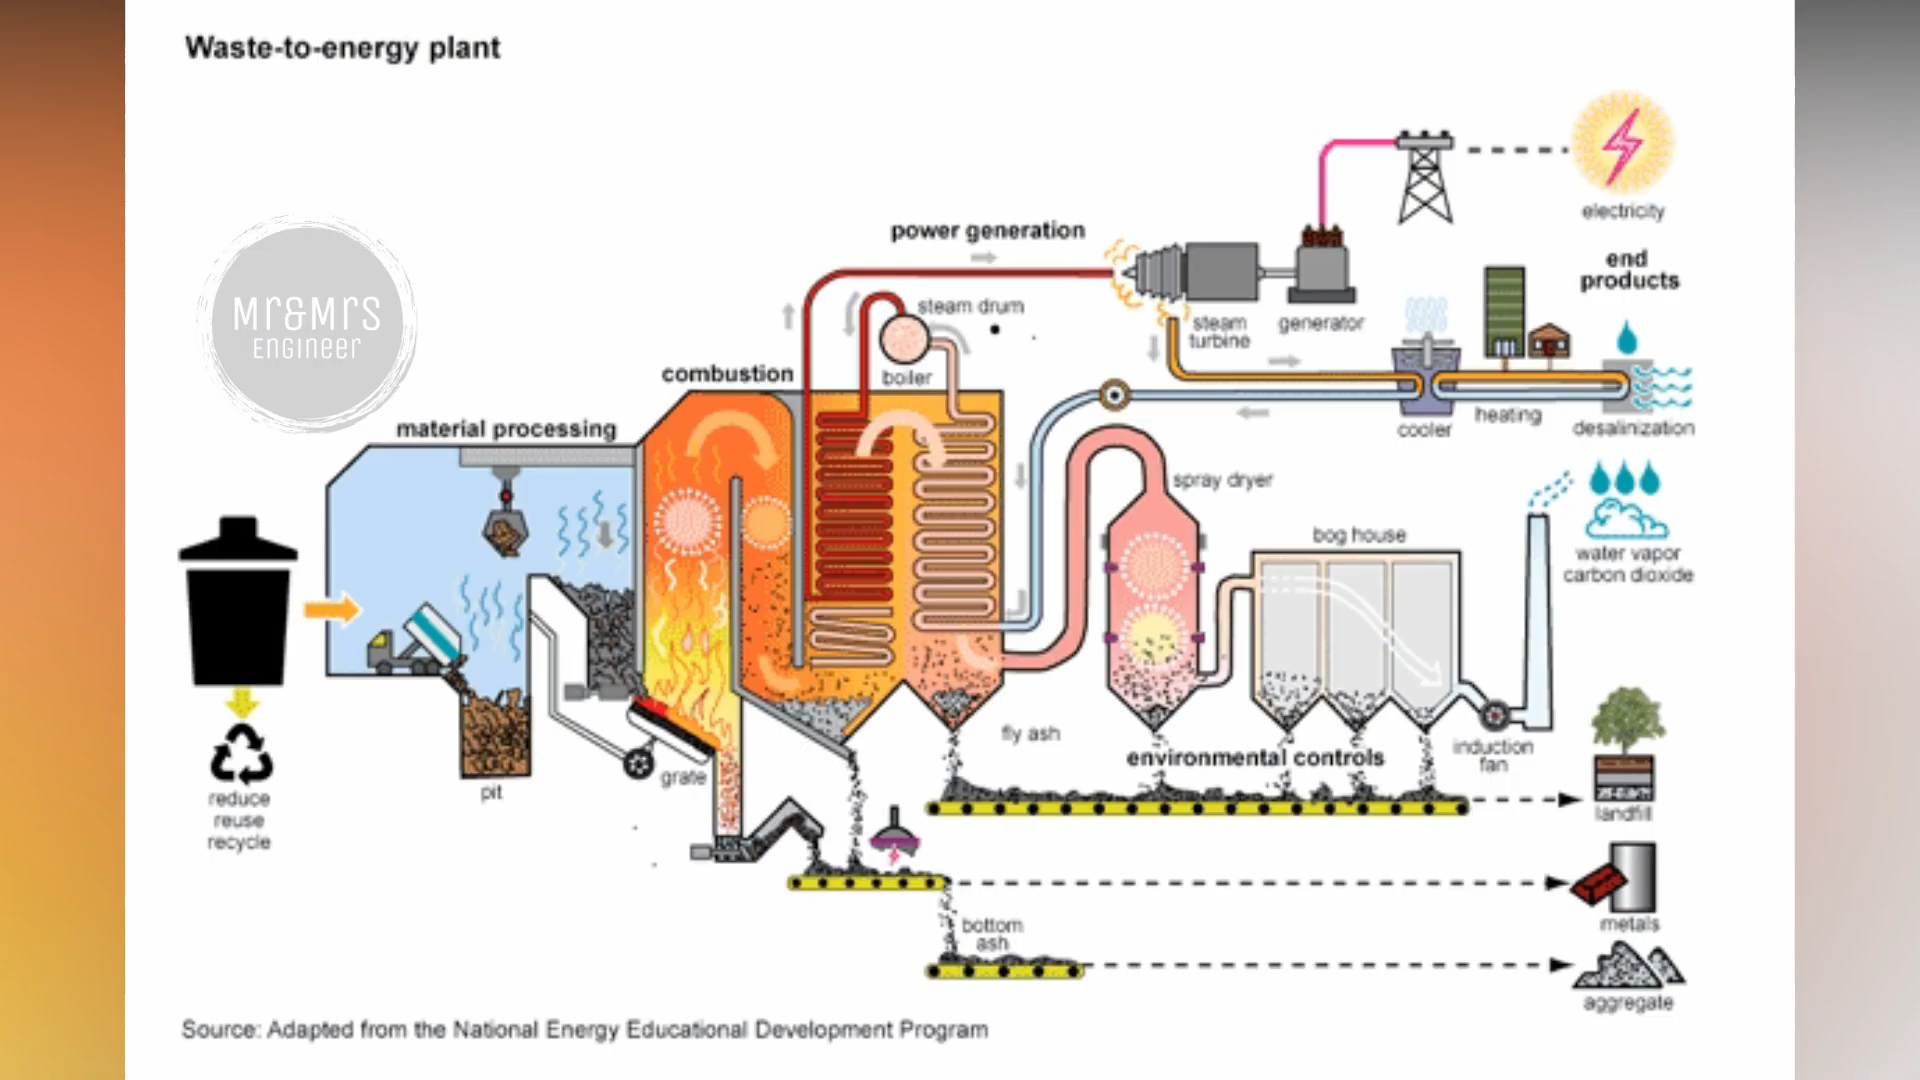 Waste-to-energy plant
Mr&Mrs
Engineer
power generation
steam drum
boiler
combustion
material processing
steam
turbine
generator
electricity
end
products
cooler
heating
desalinization
spray dryer
bog house
water vapor
carbon dioxide
reduce
reuse
recycle
pit
grate
fly ash
environmental controls
induction
fan
landfill
bottom
ash
metals
aggregate
Source: Adapted from the National Energy Educational Development Program